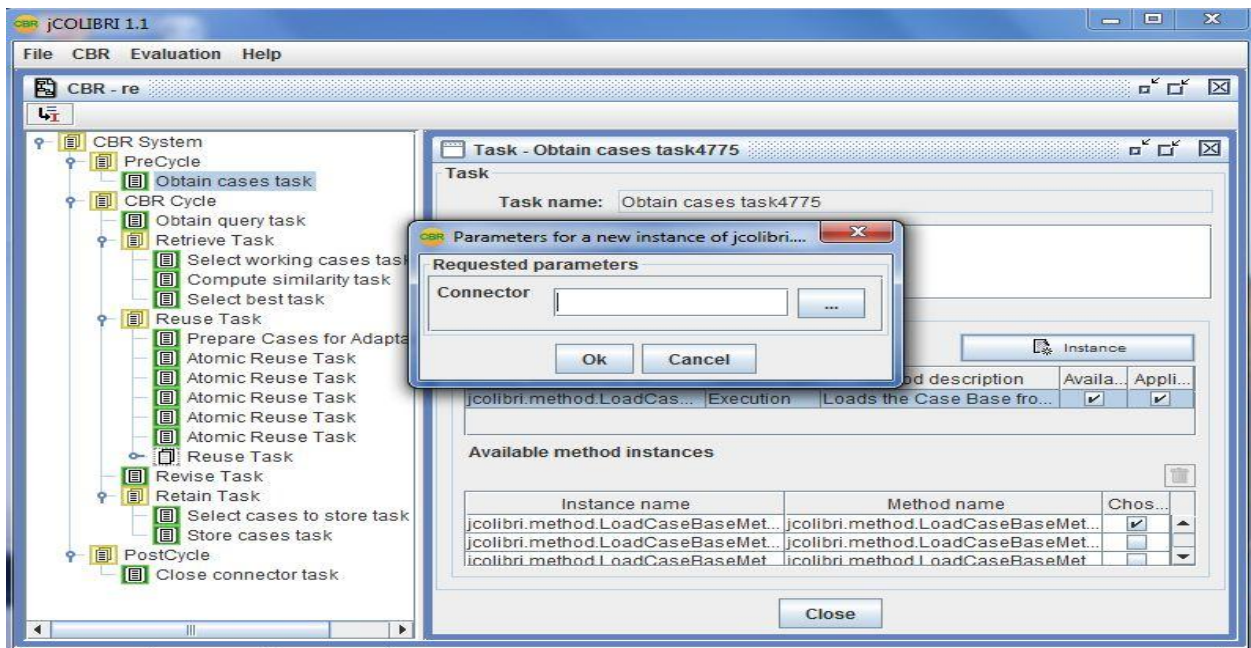 jCOLIBRI 1.1
File CBR Evaluation Help
CBR - re
CBR System
PreCycle
Obtain cases task
CBR Cycle
Obtain query task
Retrieve Task
Select working cases tas
Compute similarity task
Select best task
Reuse Task
Prepare Cases for Adapta
Atomic Reuse Task
Atomic Reuse Task
Atomic Reuse Task
Atomic Reuse Task
Atomic Reuse Task
Reuse Task
Revise Task
Retain Task
Select cases to store task
Store cases task
PostCycle
Close connector task
Task - Obtain cases task4775
Task
Task name: Obtain cases task4775
CBR Parameters for a new instance of jcolibri....
Requested parameters
Connector ...
Ok Cancel
Instance
od description Availa... Appli...
jcolibri.method.LoadCas... Execution Loads the Case Base fro...
Available method instances
Instance name Method name Chos...
jcolibri.method.LoadCaseBaseMet... jcolibri.method.LoadCaseBaseMet...
jcolibri.method.LoadCaseBaseMet... jcolibri.method.LoadCaseBaseMet...
jcolibri.method.LoadCaseBaseMet jcolibri.method.LoadCaseBaseMet
Close